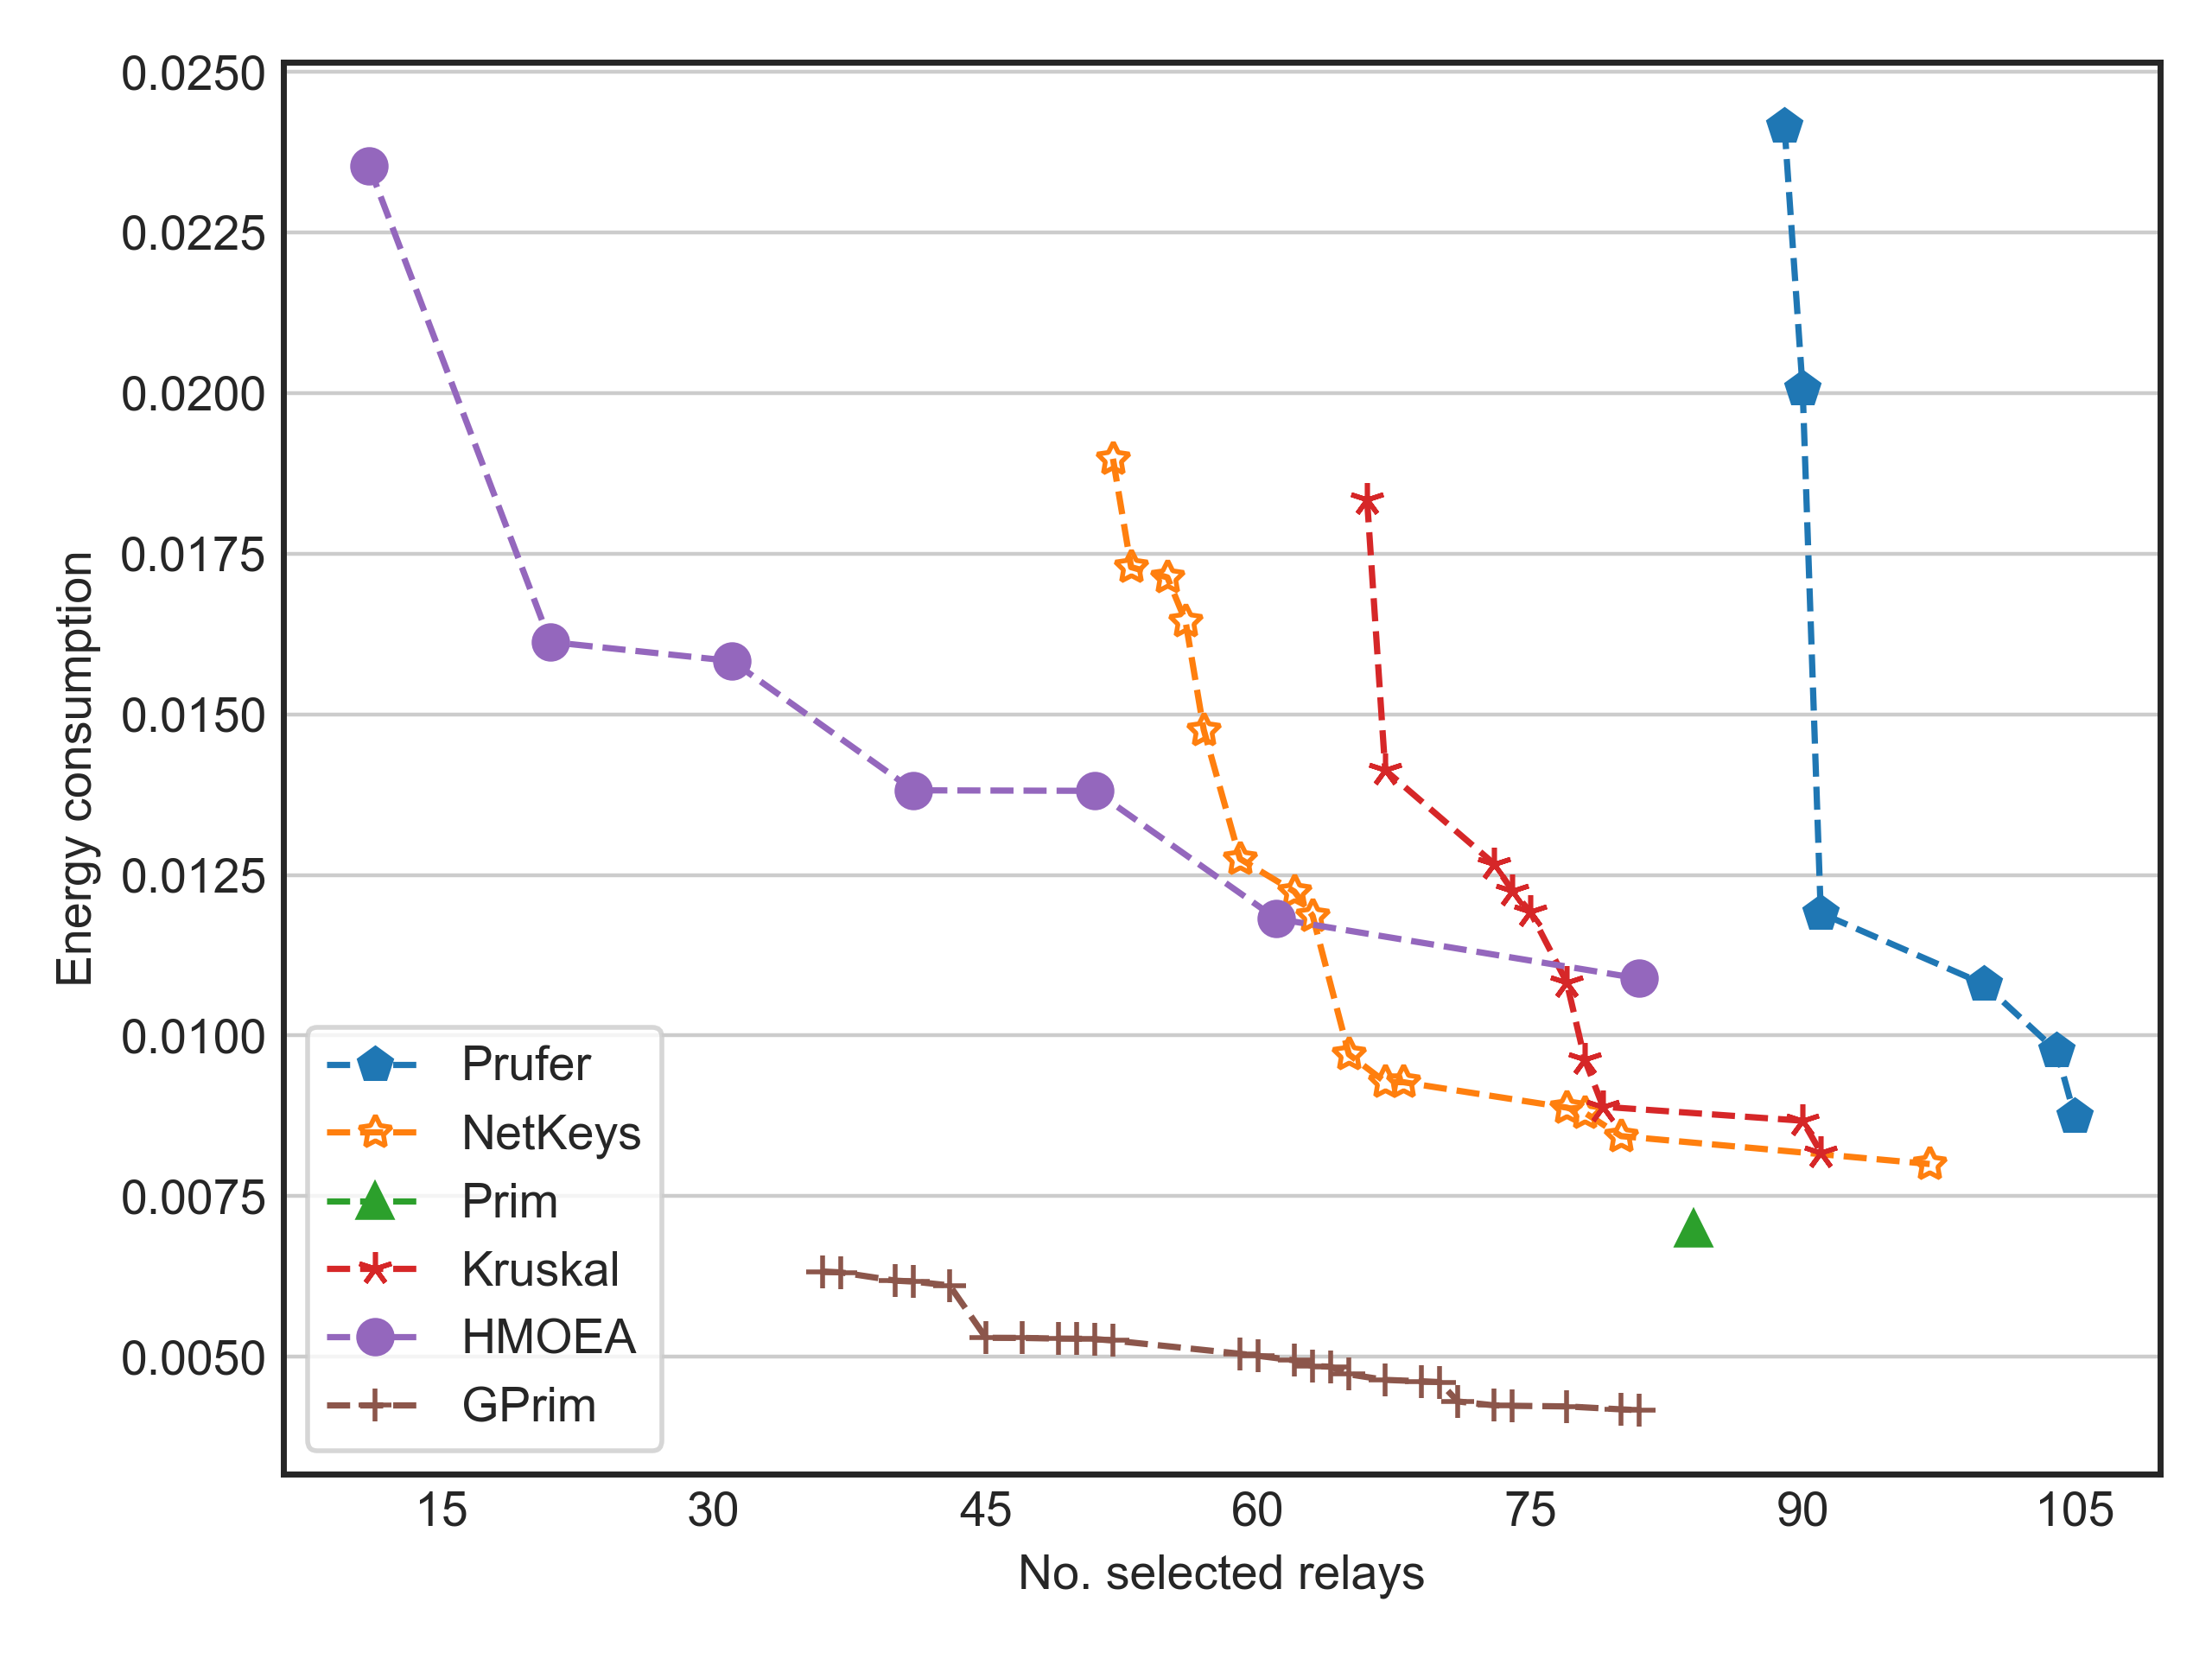 0.0250
0.0225
0.0200
0.0175
0.0150
0.0125
0.0100
0.0075
0.0050
Energy consumption
Prufer
NetKeys
Prim
Kruskal
HMOEA
GPrim
15 30 45 60 75 90 105
No. selected relays